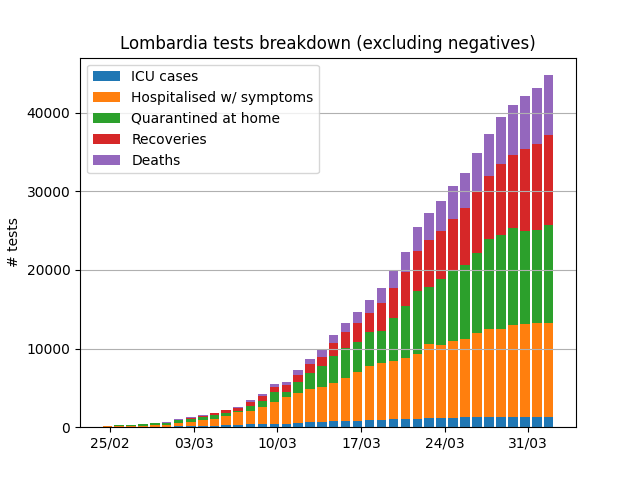 Lombardia tests breakdown (excluding negatives)
ICU cases
Hospitalised w/ symptoms
Quarantined at home
Recoveries
Deaths
# tests
40000
30000
20000
10000
0
25/02 03/03 10/03 17/03 24/03 31/03